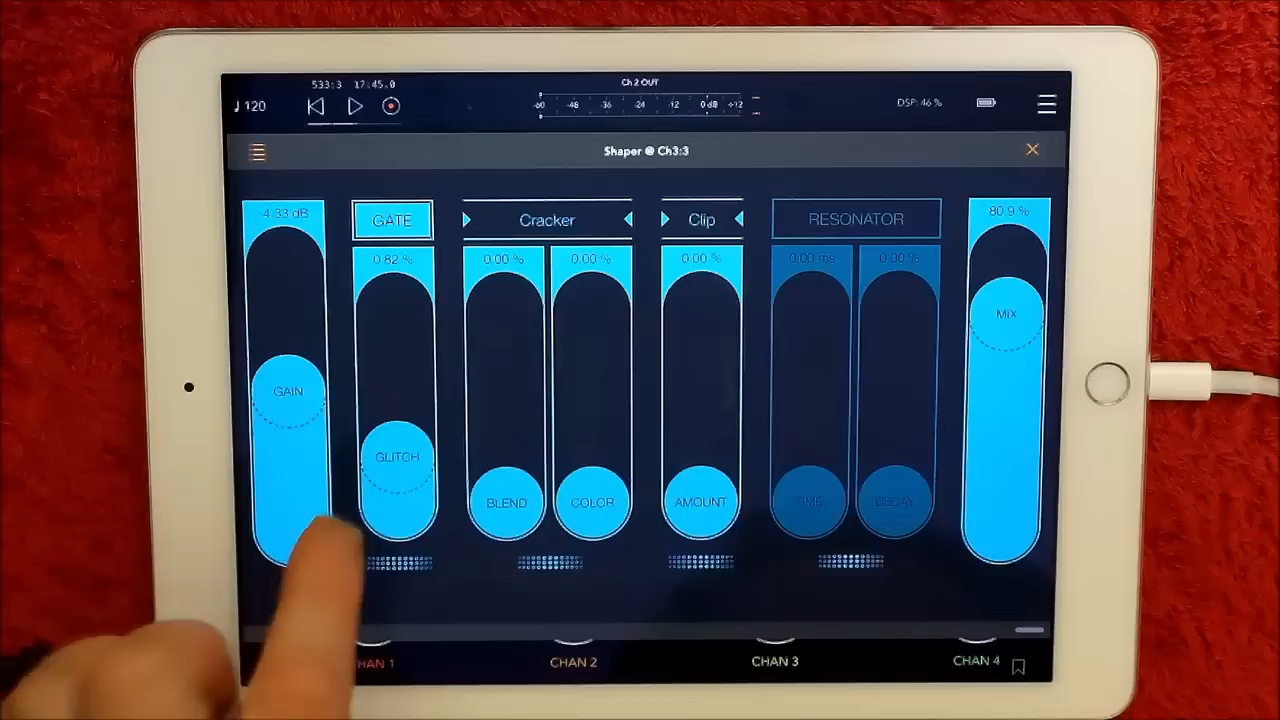 533:3 17:45.0
Ch 2 OUT
♩ 120
-60 -48 -36 -24 -12 0 dB +12
DSP: 46 %
Shaper @ Ch3:3
-4.33 dB
GATE
Cracker
Clip
RESONATOR
80.9 %
0.82 %
0.00 %
0.00 %
0.00 %
0.00 ms
0.00 %
MIX
GAIN
GLITCH
BLEND
COLOR
AMOUNT
TIME
DECAY
CHAN 1
CHAN 2
CHAN 3
CHAN 4